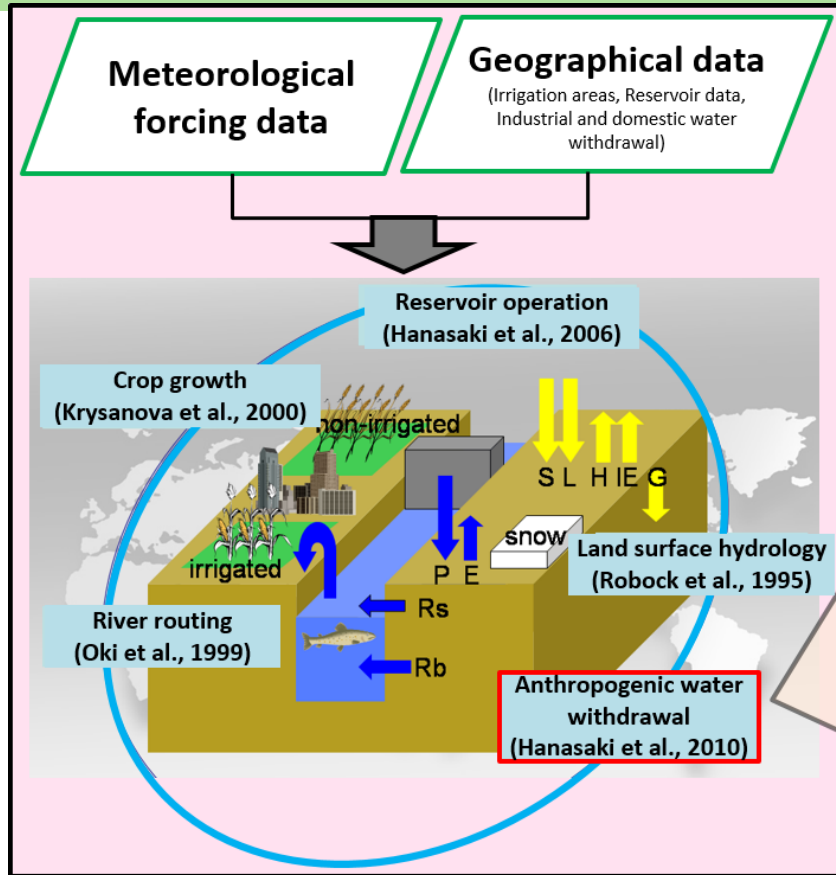 Meteorological
forcing data
Geographical data
(Irrigation areas, Reservoir data,
Industrial and domestic water
withdrawal)
Reservoir operation
(Hanasaki et al., 2006)
Crop growth
(Krysanova et al., 2000)
non-irrigated
S L H lE G
snow
irrigated
P E
Land surface hydrology
(Robock et al., 1995)
River routing
(Oki et al., 1999)
Rs
Rb
Anthropogenic water
withdrawal
(Hanasaki et al., 2010)